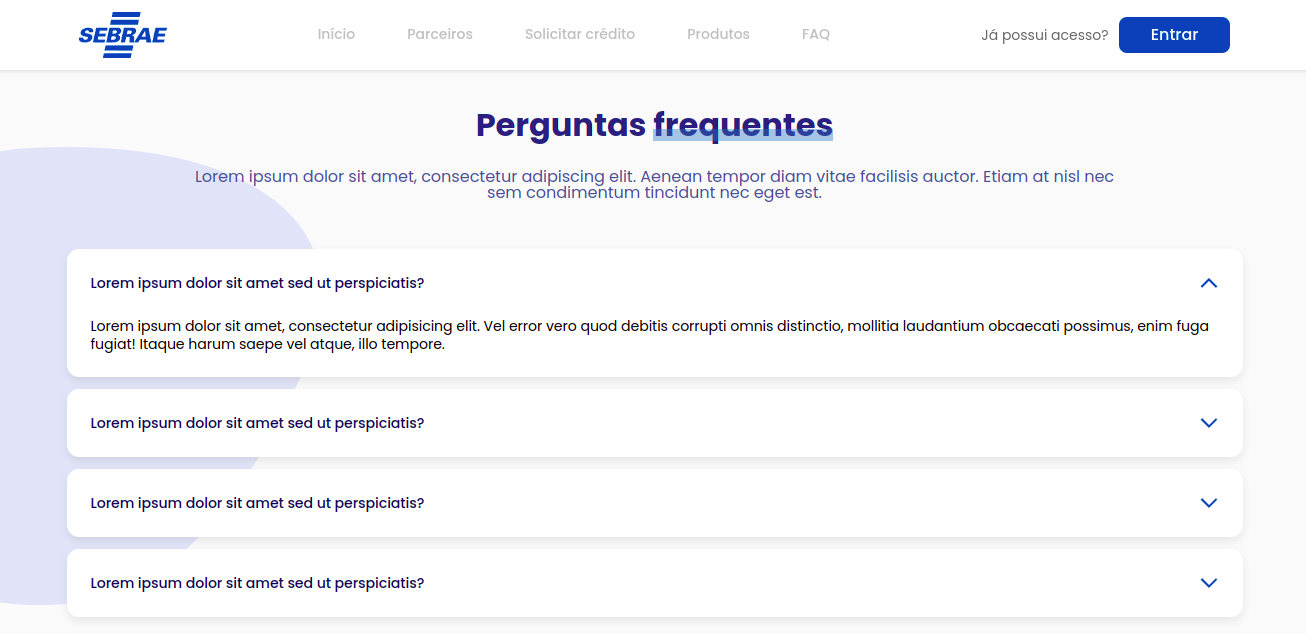 SEBRAE
Início
Parceiros
Solicitar crédito
Produtos
FAQ
Já possui acesso?
Entrar
Perguntas frequentes
Lorem ipsum dolor sit amet, consectetur adipiscing elit. Aenean tempor diam vitae facilisis auctor. Etiam at nisl nec
sem condimentum tincidunt nec eget est.
Lorem ipsum dolor sit amet sed ut perspiciatis?
Lorem ipsum dolor sit amet, consectetur adipisicing elit. Vel error vero quod debitis corrupti omnis distinctio, mollitia laudantium obcaecati possimus, enim fuga
fugiat! Itaque harum saepe vel atque, illo tempore.
Lorem ipsum dolor sit amet sed ut perspiciatis?
Lorem ipsum dolor sit amet sed ut perspiciatis?
Lorem ipsum dolor sit amet sed ut perspiciatis?